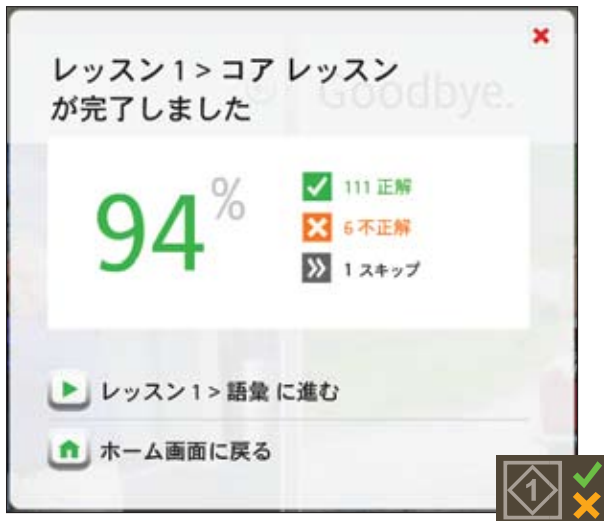 レッスン 1 > コア レッスン
が完了しました
Goodbye.
94%
111 正解
6 不正解
1 スキップ
レッスン 1 > 語彙 に進む
ホーム画面に戻る
1